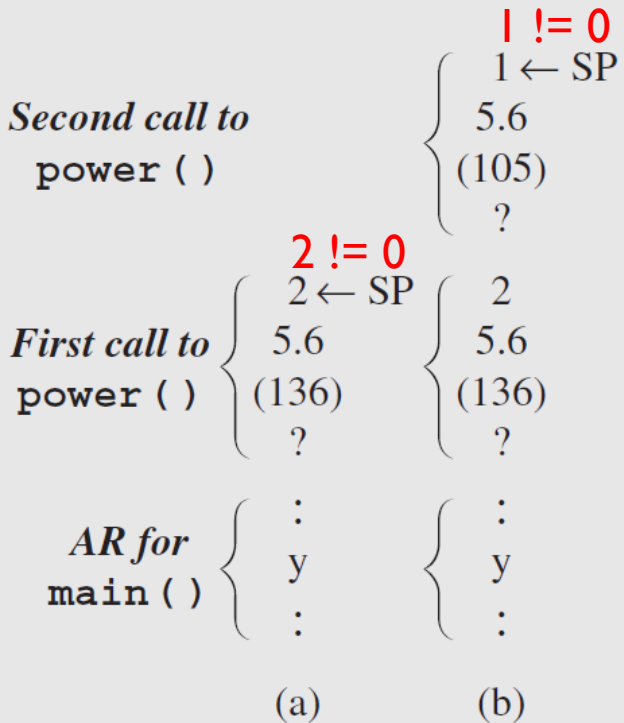 1 != 0
1 ← SP
Second call to 5.6
power() (105)
?
2 != 0
2 ← SP 2
First call to 5.6 5.6
power() (136) (136)
? ?
: :
AR for y y
main()
: :
(a) (b)